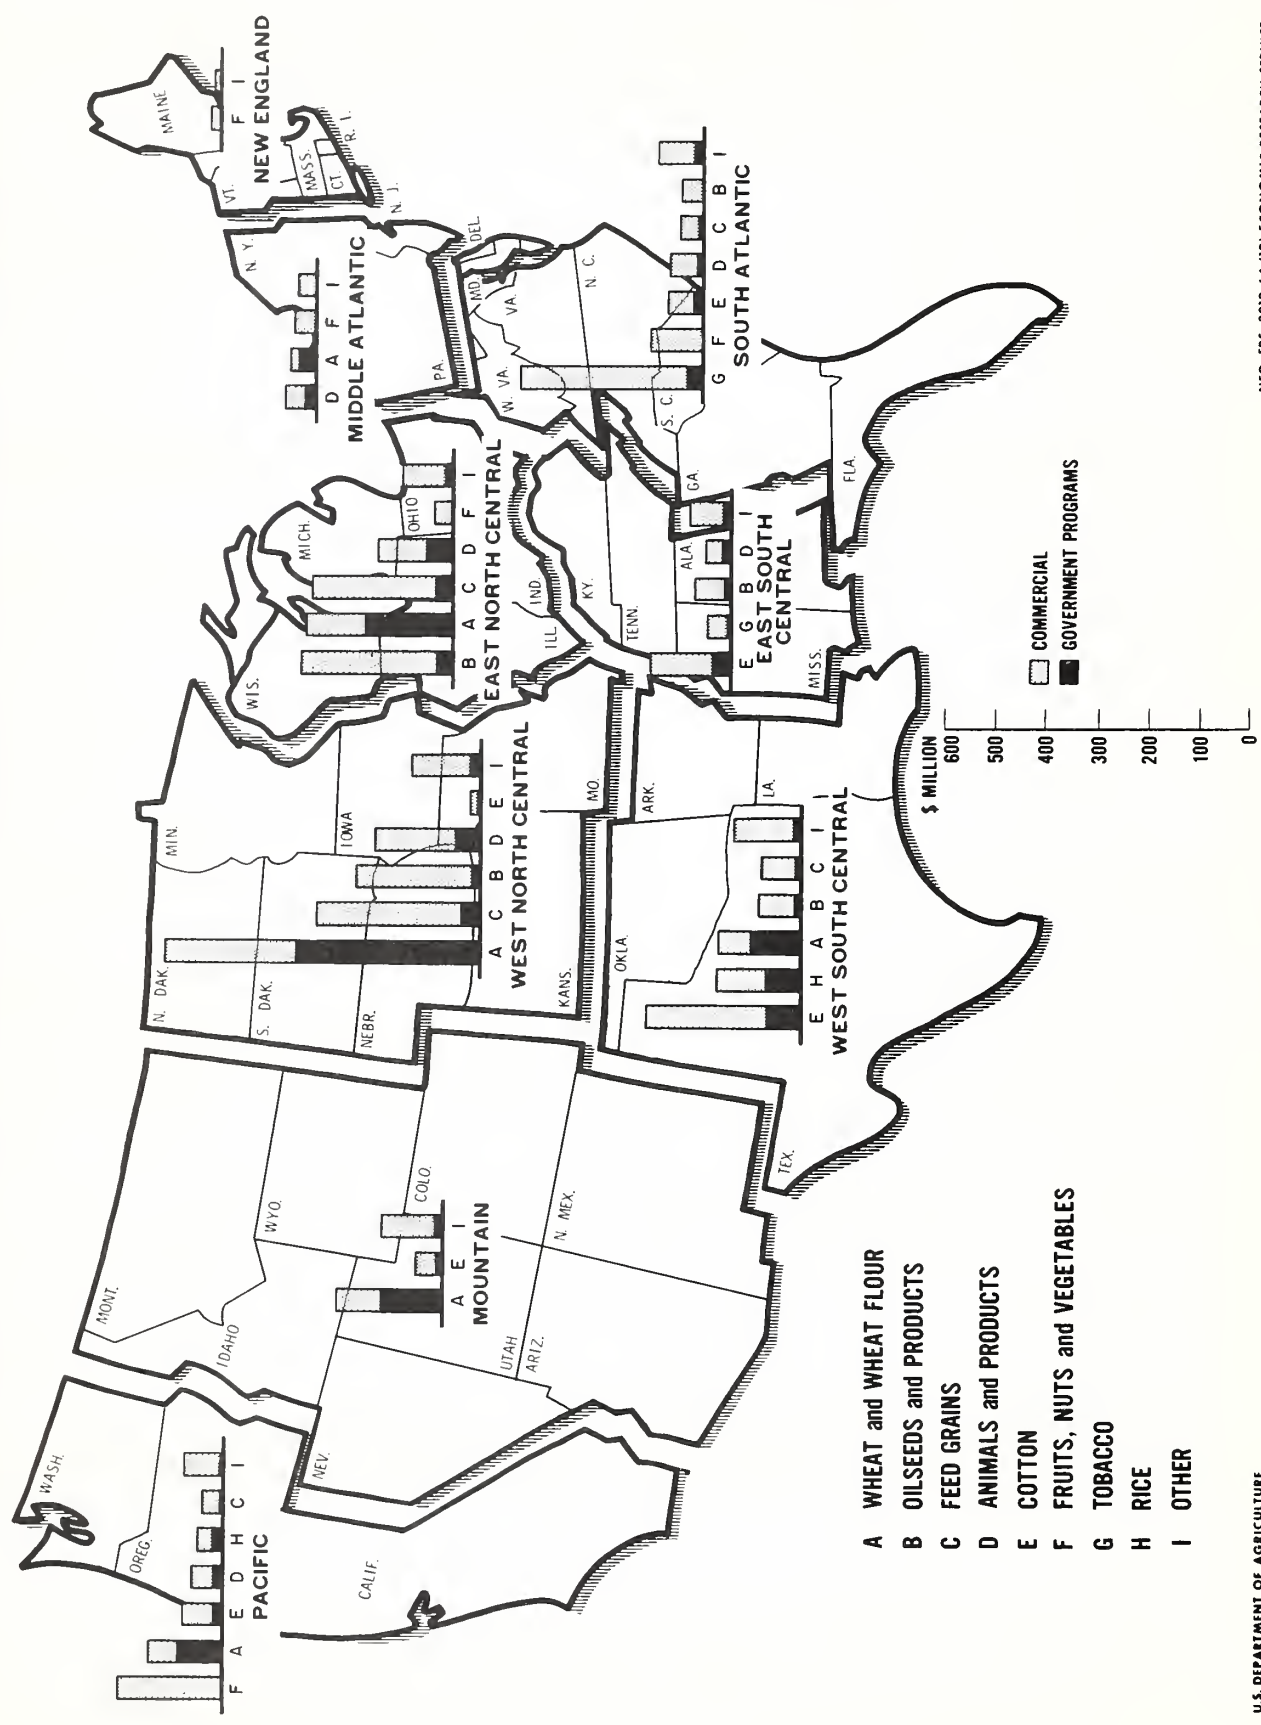 WASH.
OREG.
CALIF.
NEV.
IDAHO
MONT.
WYO.
UTAH
ARIZ.
COLO.
N. MEX.
N. DAK.
S. DAK.
NEBR.
KANS.
MIN.
IOWA
MO.
OKLA.
TEX.
ARK.
LA.
WIS.
MICH.
ILL.
IND.
OHIO
KY.
TENN.
MISS.
ALA.
GA.
FLA.
S. C.
N. C.
VA.
W. VA.
MD.
DEL.
PA.
N. J.
N. Y.
VT.
MAINE
MASS.
CT.
R. I.
F A E D H C I
PACIFIC
A E I
MOUNTAIN
A C B D E I
WEST NORTH CENTRAL
E H A B C I
WEST SOUTH CENTRAL
B A C D F I
EAST NORTH CENTRAL
E G B D I
EAST SOUTH
CENTRAL
D A F I
MIDDLE ATLANTIC
G F E D C B I
SOUTH ATLANTIC
F I
NEW ENGLAND
A WHEAT and WHEAT FLOUR
B OILSEEDS and PRODUCTS
C FEED GRAINS
D ANIMALS and PRODUCTS
E COTTON
F FRUITS, NUTS and VEGETABLES
G TOBACCO
H RICE
I OTHER
$ MILLION
600
500
400
300
200
100
0
COMMERCIAL
GOVERNMENT PROGRAMS
U.S. DEPARTMENT OF AGRICULTURE